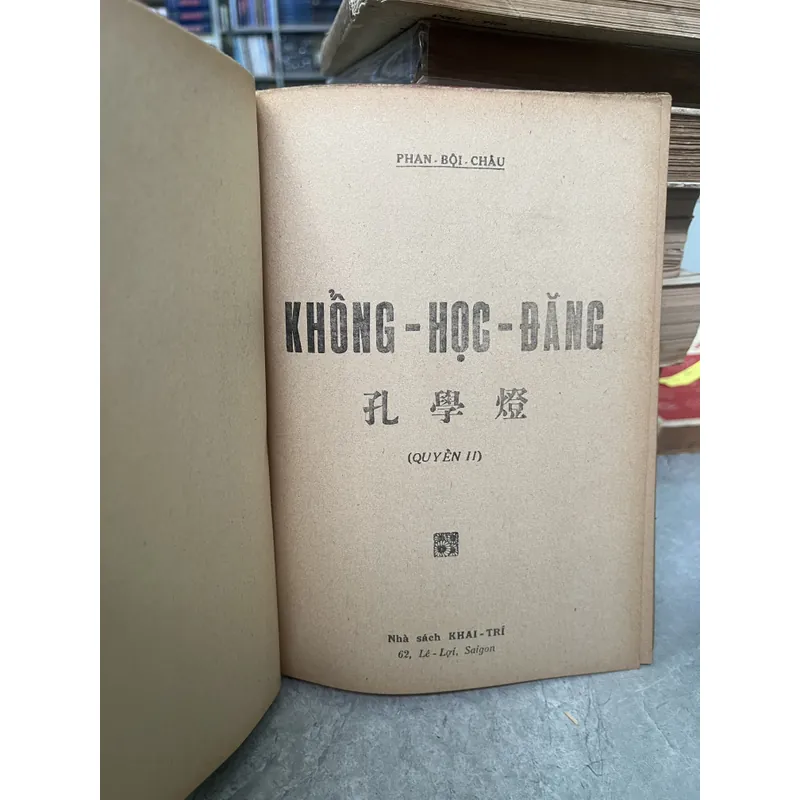 PHAN - BỘI - CHÂU
KHỔNG - HỌC - ĐĂNG
孔 學 燈
(QUYỂN II)
Nhà sách KHAI - TRÍ
62, Lê - Lợi, Saigon